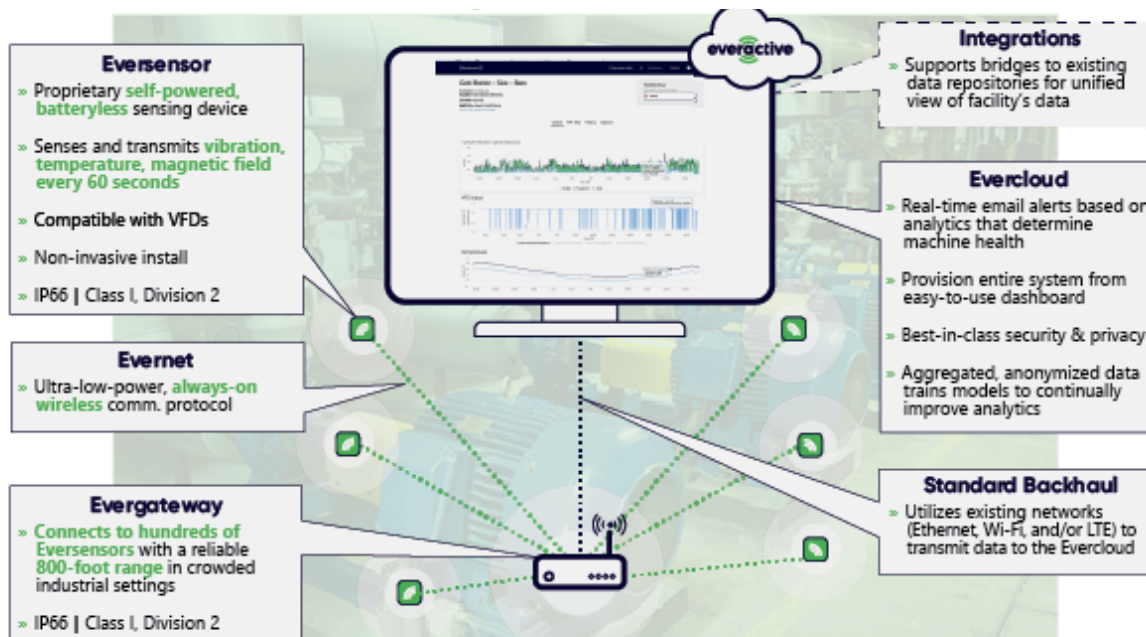 everactive
Eversensor
» Proprietary self-powered,
batteryless sensing device
» Senses and transmits vibration,
temperature, magnetic field
every 60 seconds
» Compatible with VFDs
» Non-invasive install
» IP66 | Class I, Division 2
Evernet
» Ultra-low-power, always-on
wireless comm. protocol
Evergateway
» Connects to hundreds of
Eversensors with a reliable
800-foot range in crowded
industrial settings
» IP66 | Class I, Division 2
Integrations
» Supports bridges to existing
data repositories for unified
view of facility's data
Evercloud
» Real-time email alerts based on
analytics that determine
machine health
» Provision entire system from
easy-to-use dashboard
» Best-in-class security & privacy
» Aggregated, anonymized data
trains models to continually
improve analytics
Standard Backhaul
» Utilizes existing networks
(Ethernet, Wi-Fi, and/or LTE) to
transmit data to the Evercloud